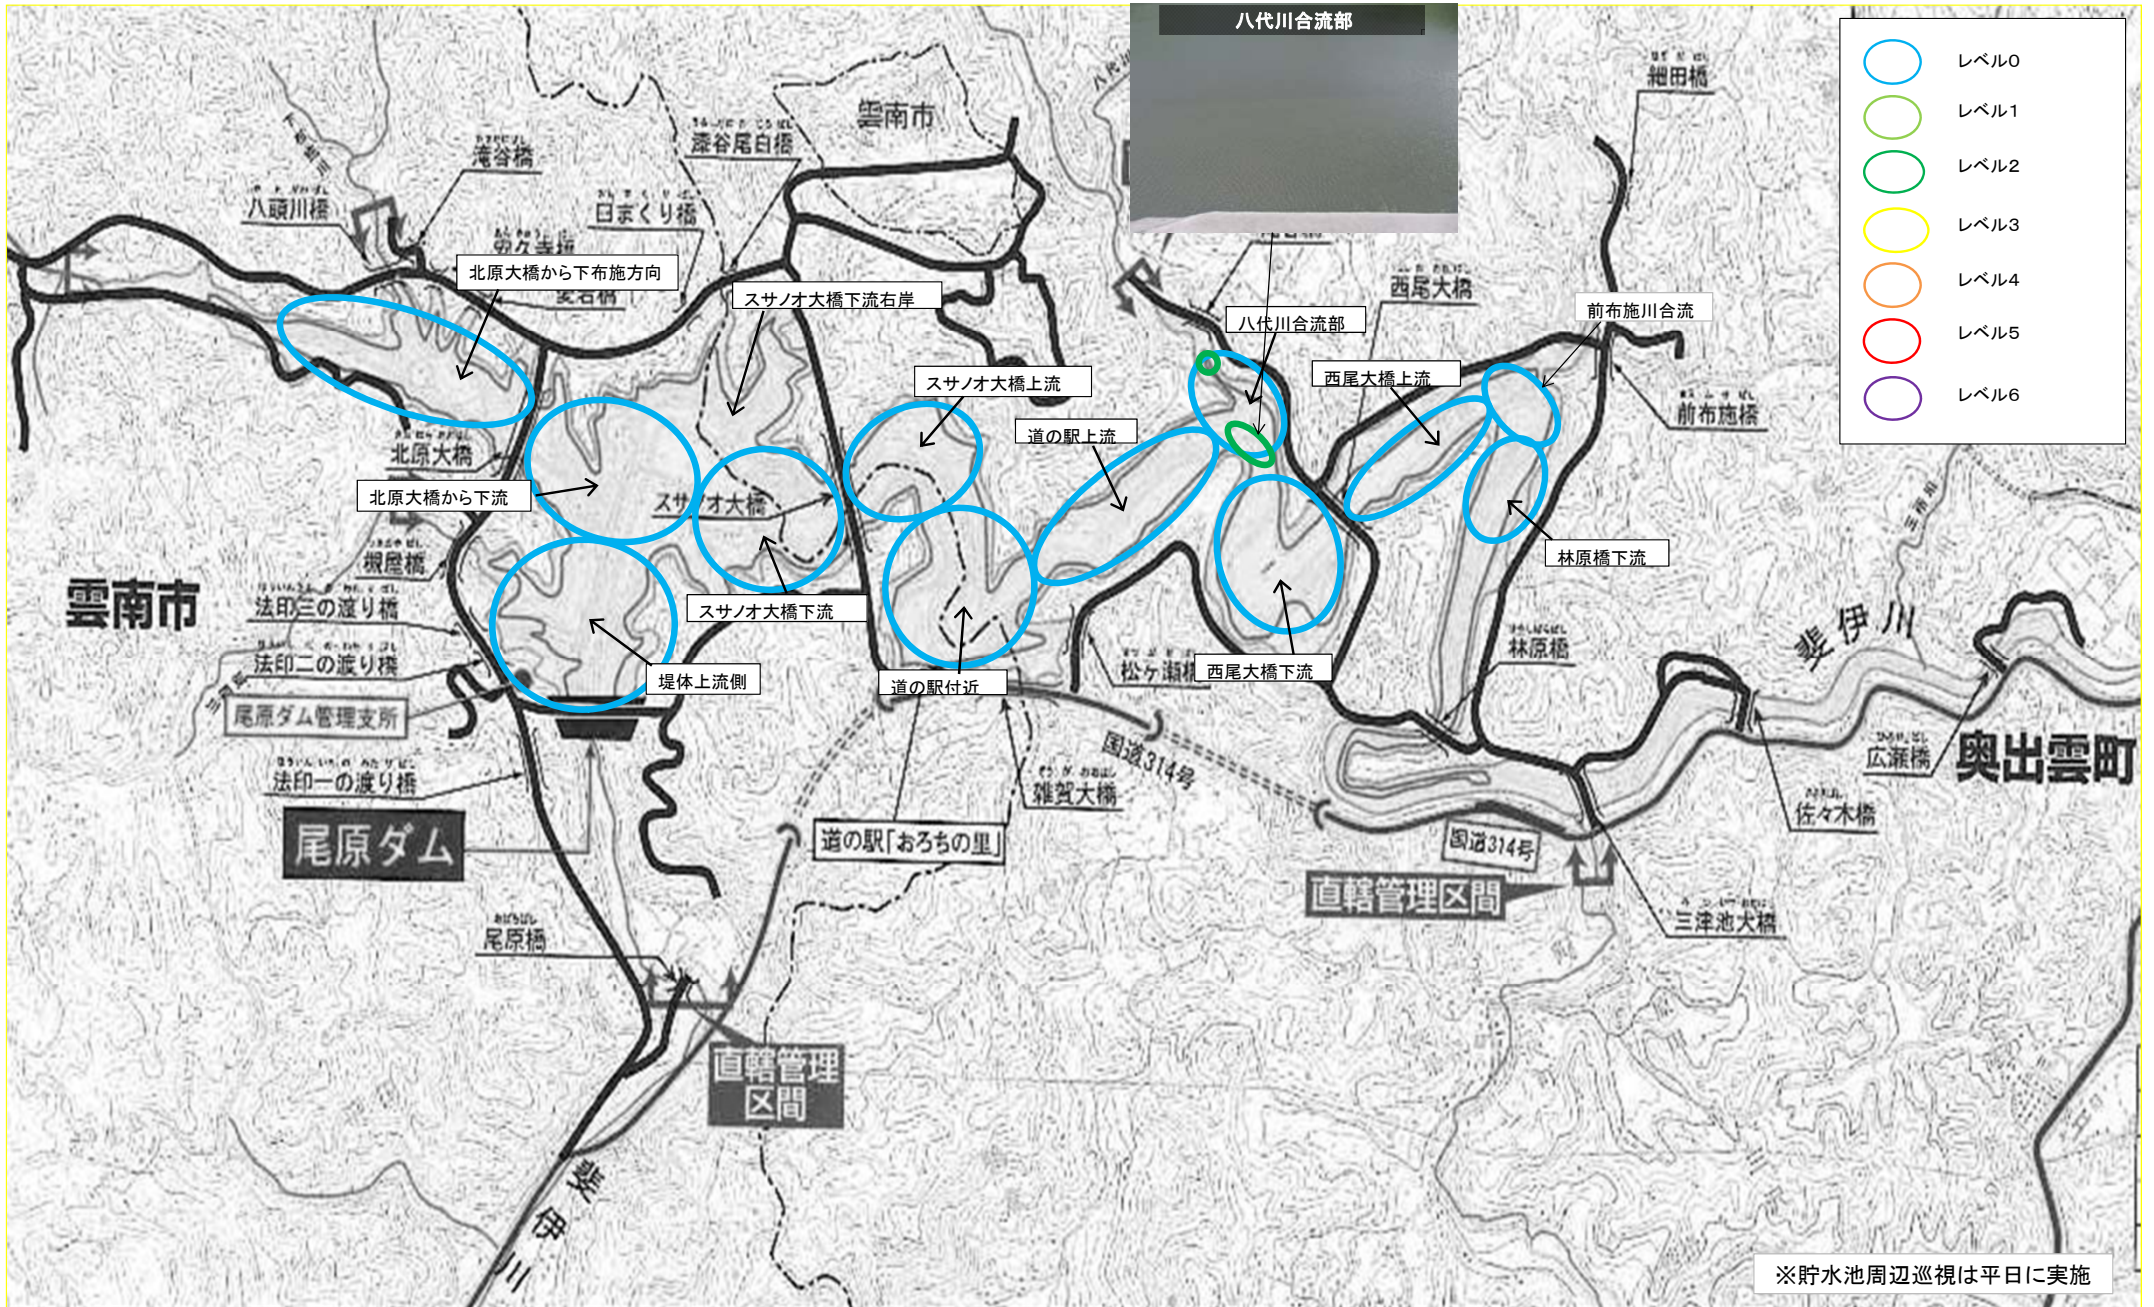 八代川合流部
レベル0
レベル1
レベル2
レベル3
レベル4
レベル5
レベル6
細田橋
雲南市
漆谷尾白橋
滝谷橋
八頭川橋
日まくり橋
北原大橋から下布施方向
スサノオ大橋下流右岸
西尾大橋
前布施川合流
八代川合流部
スサノオ大橋上流
西尾大橋上流
前布施橋
道の駅上流
北原大橋
北原大橋から下流
スサノオ大橋
槻屋橋
林原橋下流
雲南市
法印三の渡り橋
スサノオ大橋下流
斐伊川
林原橋
法印二の渡り橋
松ケ瀬橋
西尾大橋下流
堤体上流側
道の駅付近
尾原ダム管理支所
国道314号
広瀬橋
奥出雲町
法印一の渡り橋
雑賀大橋
佐々木橋
尾原ダム
道の駅「おろちの里」
国道314号
直轄管理区間
三津池大橋
尾原橋
直轄管理
区間
斐伊川
※貯水池周辺巡視は平日に実施